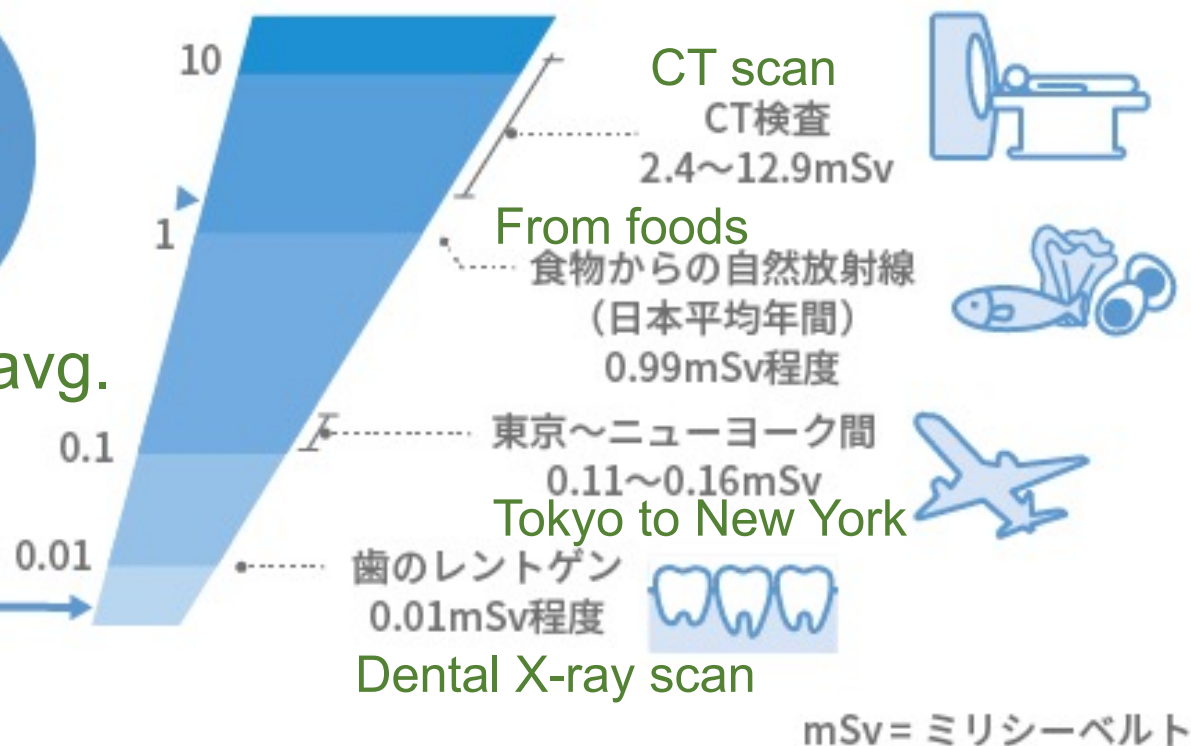 10
CT scan
CT検査
2.4～12.9mSv
1
From foods
食物からの自然放射線
（日本平均年間）
0.99mSv程度
avg.
0.1
東京～ニューヨーク間
0.11～0.16mSv
Tokyo to New York
0.01
歯のレントゲン
0.01mSv程度
Dental X-ray scan
mSv = ミリシーベルト